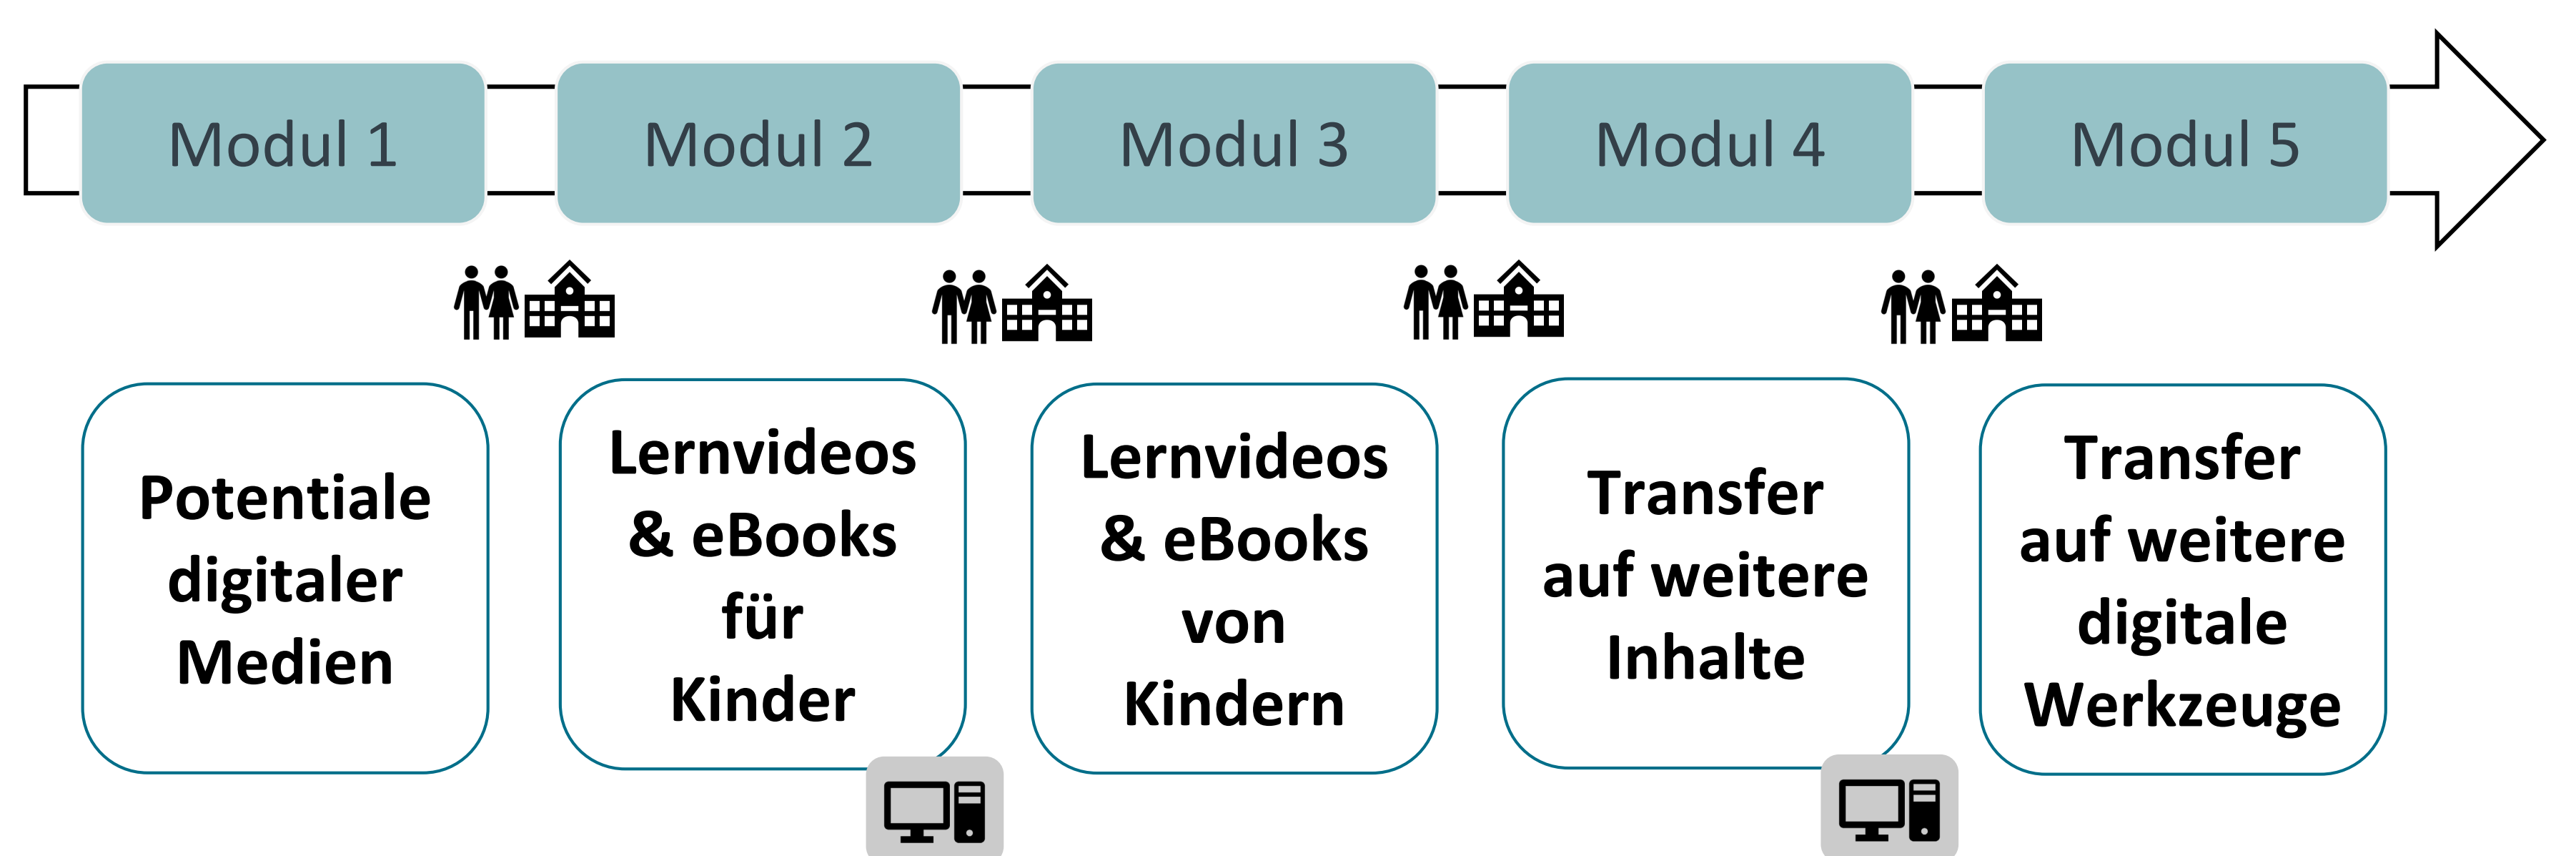 Modul 1
Modul 2
Modul 3
Modul 4
Modul 5
Potentiale
digitaler
Medien
Lernvideos
& eBooks
für
Kinder
Lernvideos
& eBooks
von
Kindern
Transfer
auf weitere
Inhalte
Transfer
auf weitere
digitale
Werkzeuge